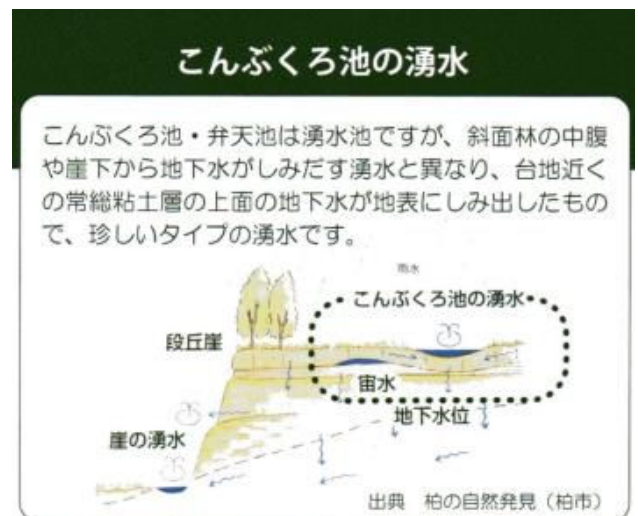 こんぶくろ池の湧水
こんぶくろ池・弁天池は湧水池ですが、斜面林の中腹
や崖下から地下水がしみだす湧水と異なり、台地近く
の常総粘土層の上面の地下水が地表にしみ出したもの
で、珍しいタイプの湧水です。
雨水
こんぶくろ池の湧水
段丘崖
宙水
地下水位
崖の湧水
出典 柏の自然発見（柏市）